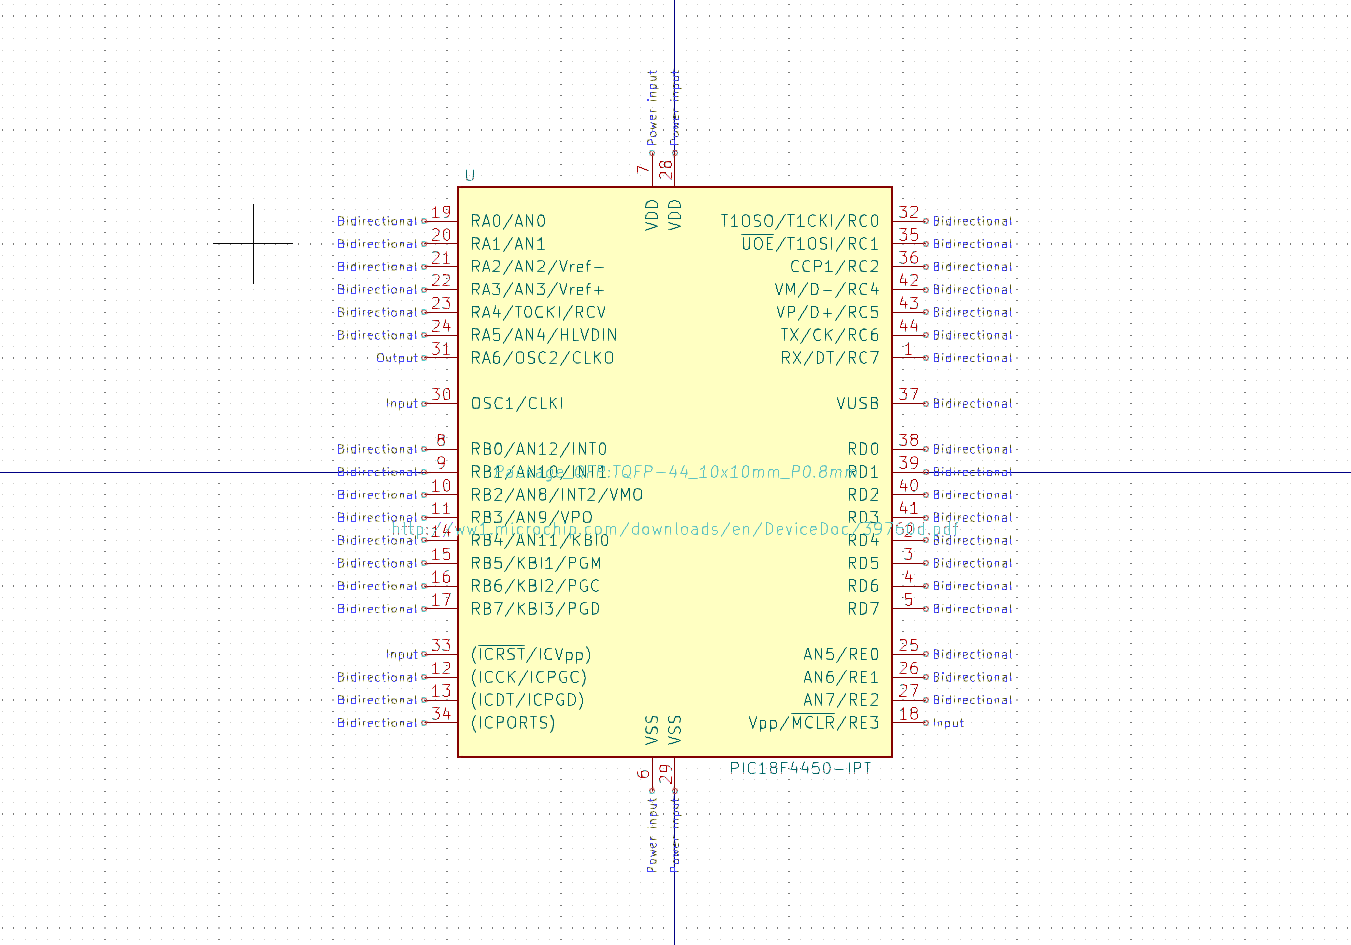 Power input Power input
7 28
U
VDD VDD
Bidirectional 19 RA0/AN0 T1OSO/T1CKI/RC0 32 Bidirectional
Bidirectional 20 RA1/AN1 UOE/T1OSI/RC1 35 Bidirectional
Bidirectional 21 RA2/AN2/Vref- CCP1/RC2 36 Bidirectional
Bidirectional 22 RA3/AN3/Vref+ VM/D-/RC4 42 Bidirectional
Bidirectional 23 RA4/T0CKI/RCV VP/D+/RC5 43 Bidirectional
Bidirectional 24 RA5/AN4/HLVDIN TX/CK/RC6 44 Bidirectional
Output 31 RA6/OSC2/CLKO RX/DT/RC7 1 Bidirectional
Input 30 OSC1/CLKI VUSB 37 Bidirectional
Bidirectional 8 RB0/AN12/INT0 RD0 38 Bidirectional
Bidirectional 9 RB1/AN10/INT1 RD1 39 Bidirectional
Package_QFP:TQFP-44_10x10mm_P0.8mm
Bidirectional 10 RB2/AN8/INT2/VMO RD2 40 Bidirectional
Bidirectional 11 RB3/AN9/VPO RD3 41 Bidirectional
http://ww1.microchip.com/downloads/en/DeviceDoc/39760d.pdf
Bidirectional 14 RB4/AN11/KBI0 RD4 2 Bidirectional
Bidirectional 15 RB5/KBI1/PGM RD5 3 Bidirectional
Bidirectional 16 RB6/KBI2/PGC RD6 4 Bidirectional
Bidirectional 17 RB7/KBI3/PGD RD7 5 Bidirectional
Input 33 (ICRST/ICVpp) AN5/RE0 25 Bidirectional
Bidirectional 12 (ICCK/ICPGC) AN6/RE1 26 Bidirectional
Bidirectional 13 (ICDT/ICPGD) AN7/RE2 27 Bidirectional
Bidirectional 34 (ICPORTS) Vpp/MCLR/RE3 18 Input
VSS VSS
PIC18F4450-IPT
6 29
Power input Power input